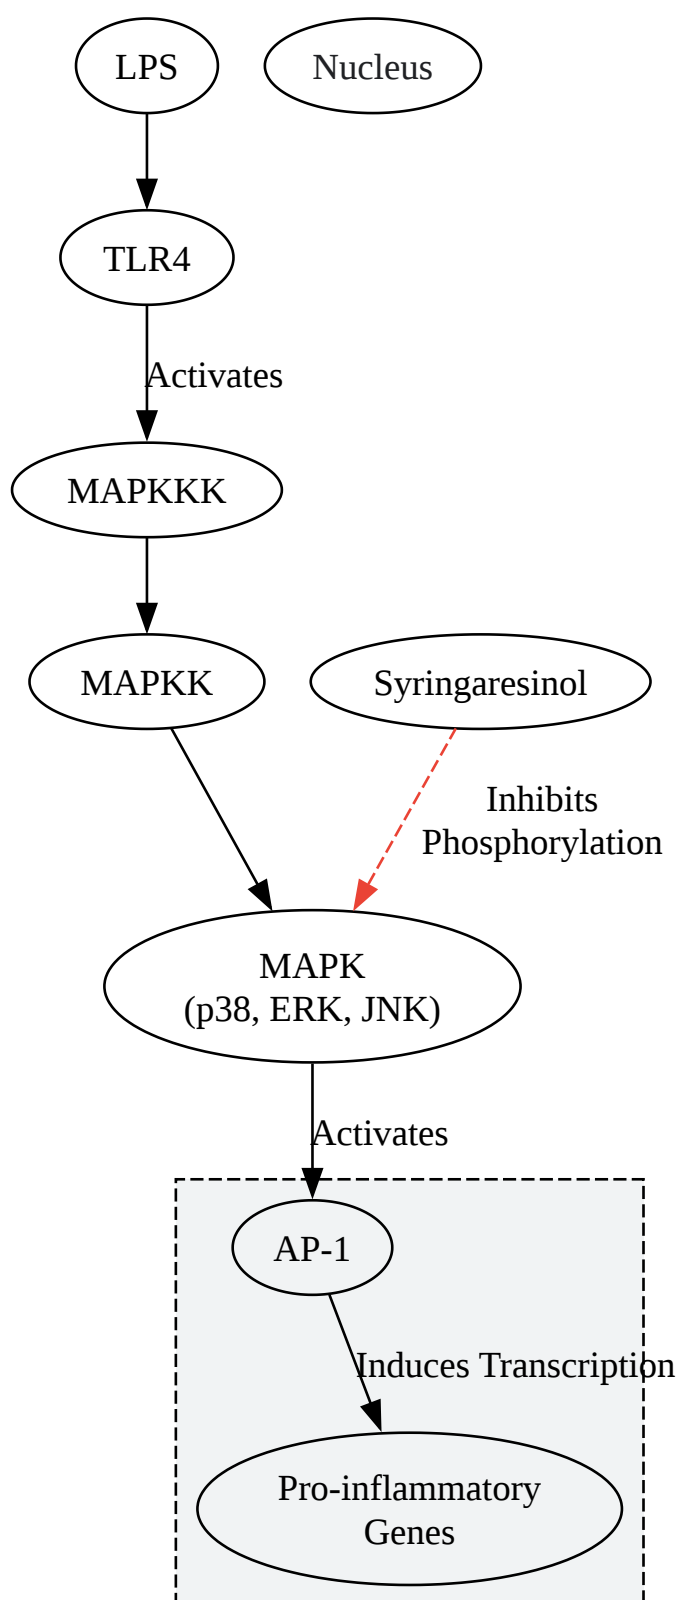 LPS
Nucleus
TLR4
Activates
MAPKKK
MAPKK
Syringaresinol
Inhibits
Phosphorylation
MAPK
(p38, ERK, JNK)
Activates
AP-1
Induces Transcription
Pro-inflammatory
Genes